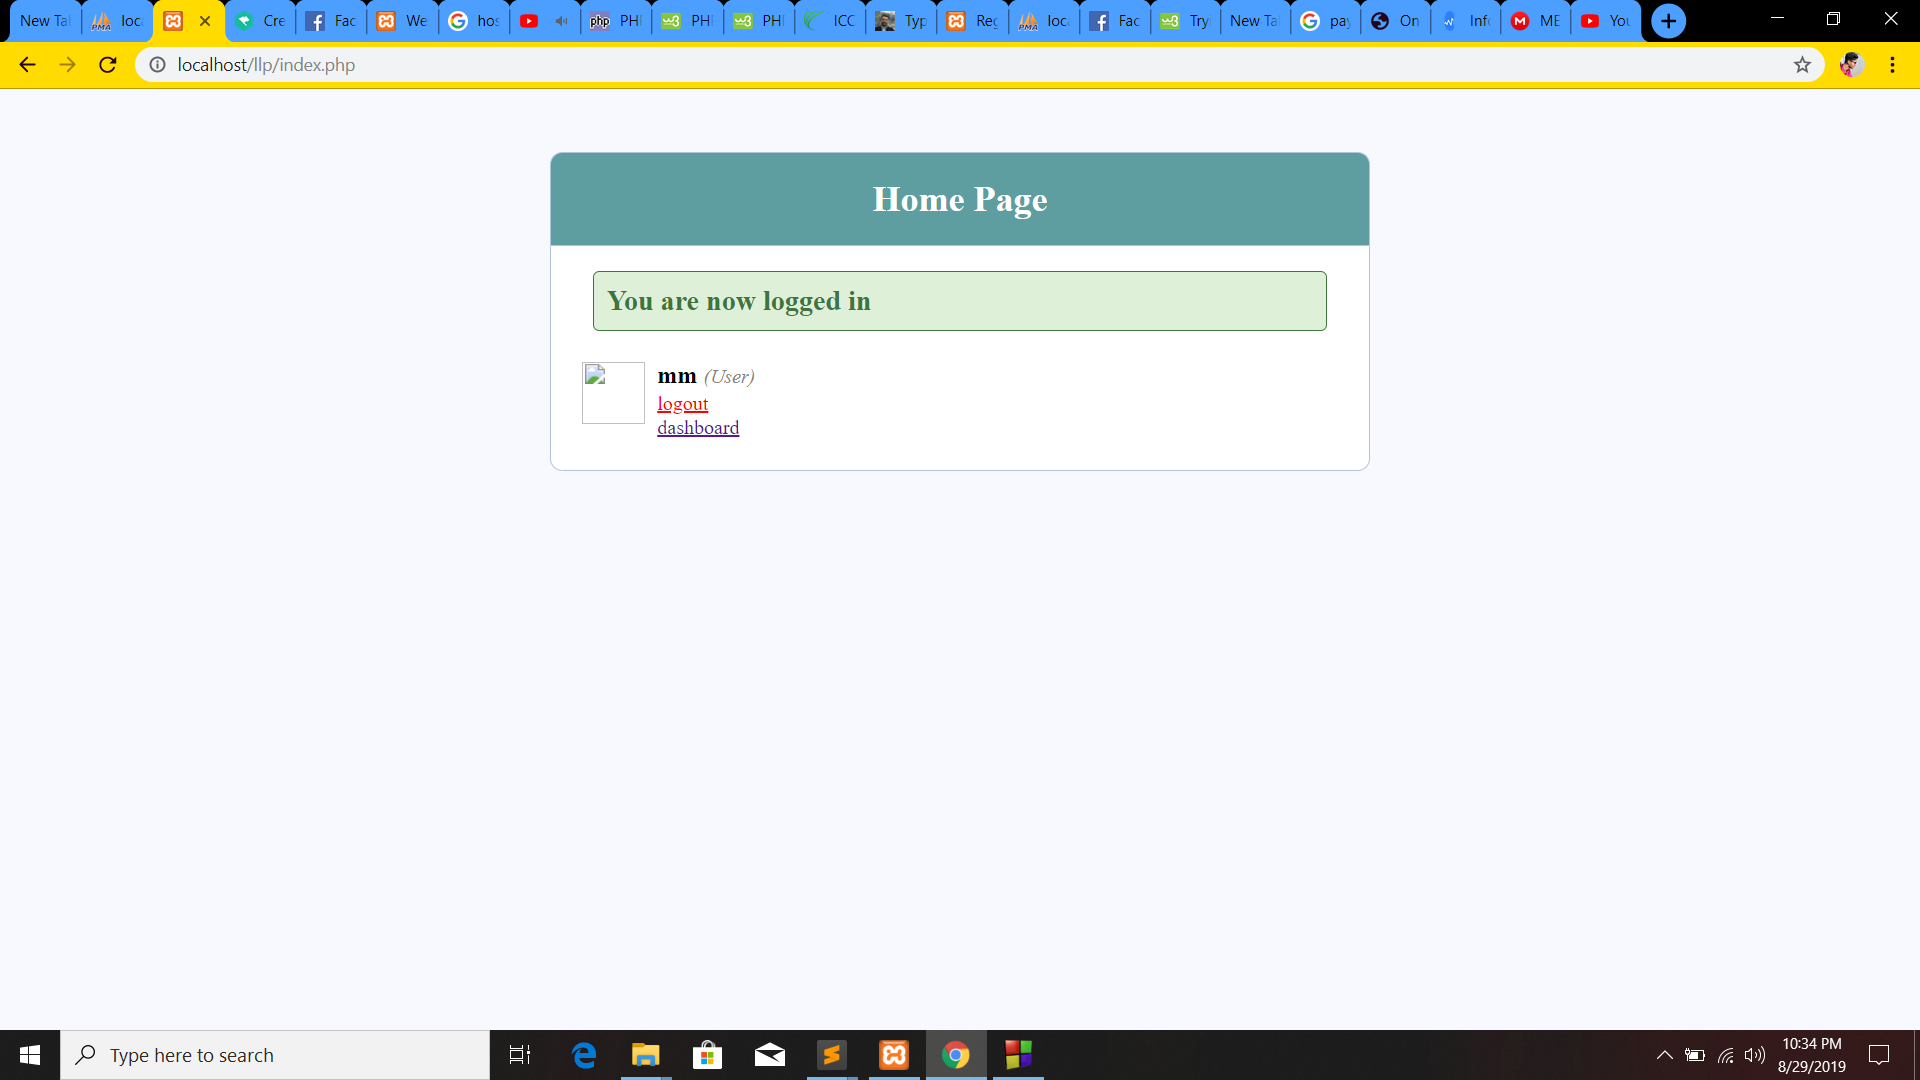 New Ta loc Cre Fac We hos PHI PHI PHI ICC Typ Reg loc Fac Try New Ta pay On Info ME You
localhost/llp/index.php
Home Page
You are now logged in
mm (User)
logout
dashboard
Type here to search
10:34 PM
8/29/2019